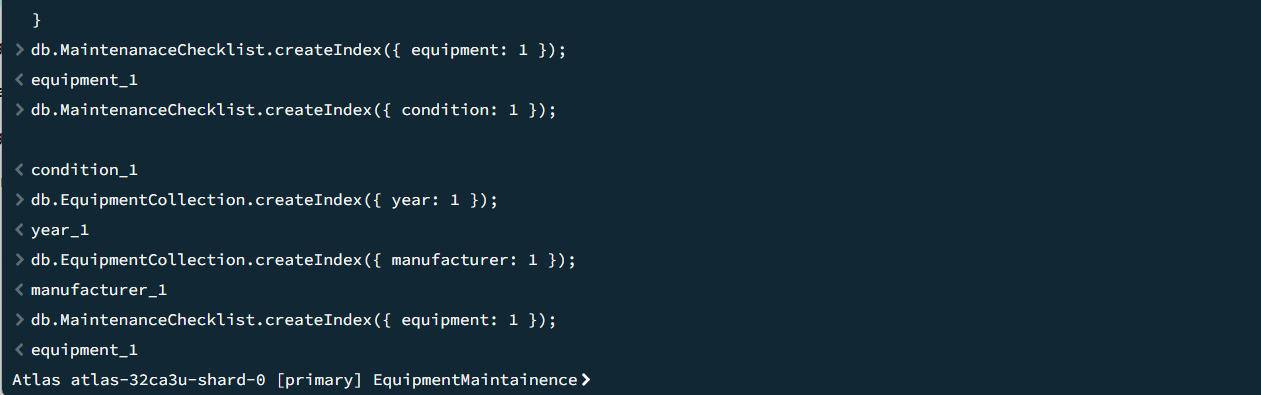 }
> db.MaintenanaceChecklist.createIndex({ equipment: 1 });
< equipment_1
> db.MaintenanceChecklist.createIndex({ condition: 1 });
< condition_1
> db.EquipmentCollection.createIndex({ year: 1 });
< year_1
> db.EquipmentCollection.createIndex({ manufacturer: 1 });
< manufacturer_1
> db.MaintenanceChecklist.createIndex({ equipment: 1 });
< equipment_1
Atlas atlas-32ca3u-shard-0 [primary] EquipmentMaintainence>